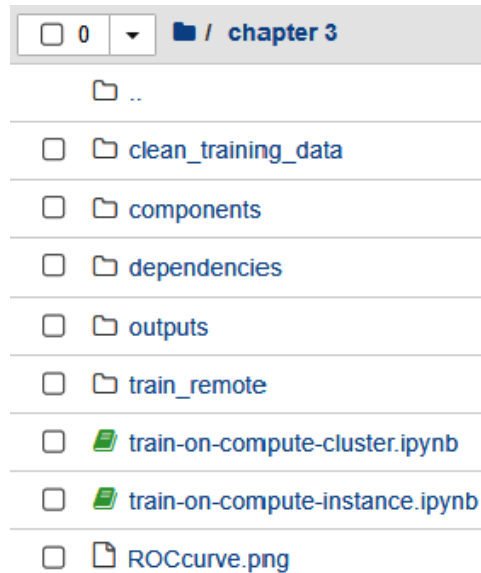 0 / chapter 3
..
clean_training_data
components
dependencies
outputs
train_remote
train-on-compute-cluster.ipynb
train-on-compute-instance.ipynb
ROCcurve.png